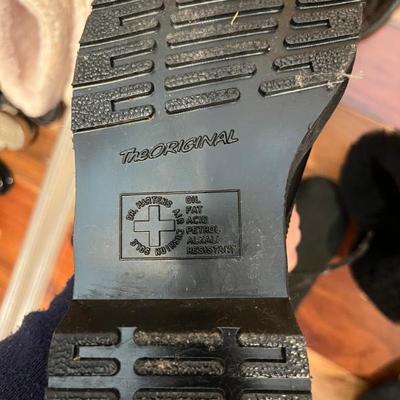 The ORIGINAL
DR. MARTENS AIR CUSHION SOLE
OIL
FAT
ACID
PETROL
ALKALI
RESISTANT